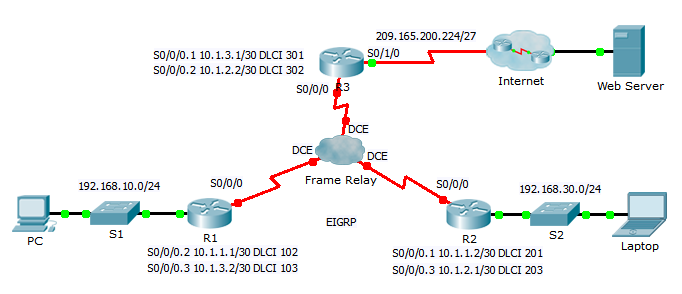 209.165.200.224/27
S0/0/0.1 10.1.3.1/30 DLCI 301
S0/0/0.2 10.1.2.2/30 DLCI 302
S0/1/0
Internet
Web Server
S0/0/0
R3
DCE
DCE
DCE
Frame Relay
192.168.10.0/24
S0/0/0
S0/0/0
192.168.30.0/24
PC
S1
R1
EIGRP
R2
S2
Laptop
S0/0/0.2 10.1.1.1/30 DLCI 102
S0/0/0.3 10.1.3.2/30 DLCI 103
S0/0/0.1 10.1.1.2/30 DLCI 201
S0/0/0.3 10.1.2.1/30 DLCI 203